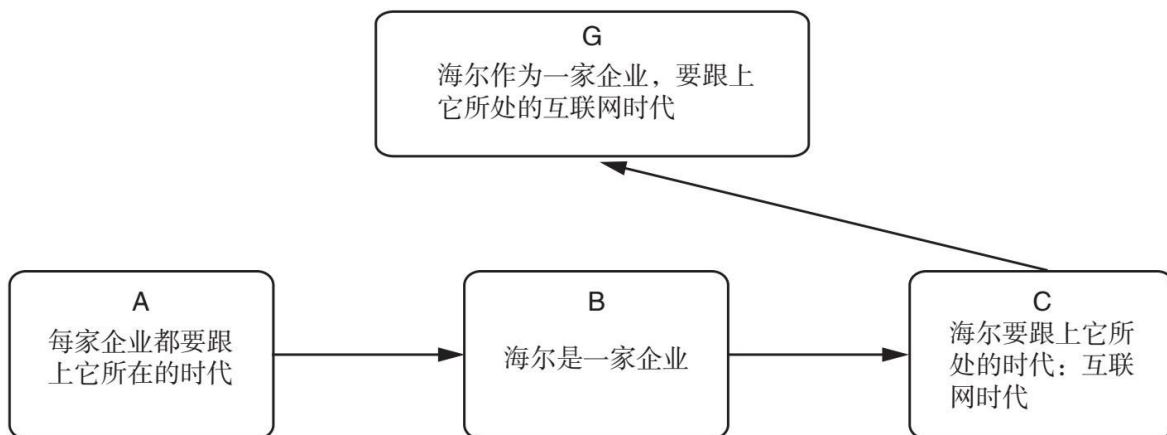 G
海尔作为一家企业，要跟上
它所处的互联网时代
A
每家企业都要跟
上它所在的时代
B
海尔是一家企业
C
海尔要跟上它所
处的时代：互联
网时代